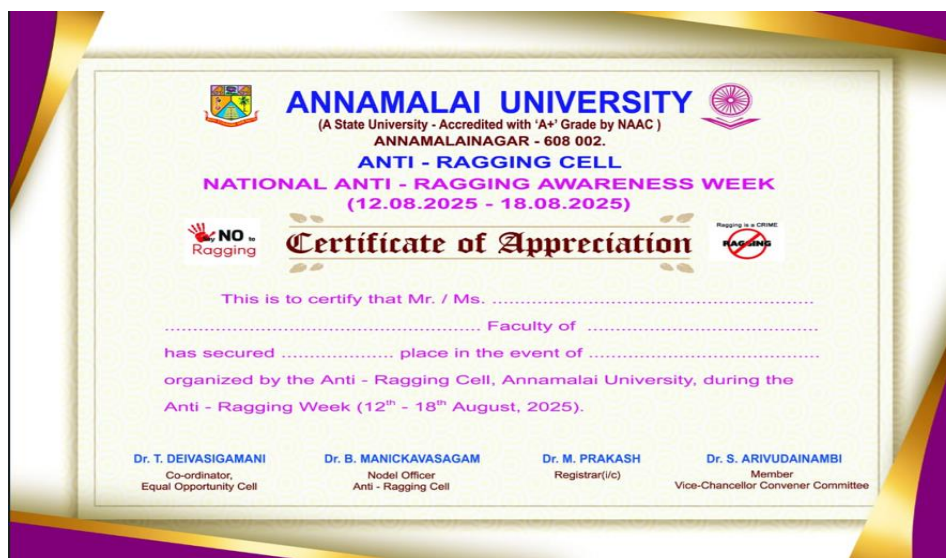 ANNAMALAI UNIVERSITY
(A State University - Accredited with 'A+' Grade by NAAC )
ANNAMALAINAGAR - 608 002.
ANTI - RAGGING CELL
NATIONAL ANTI - RAGGING AWARENESS WEEK
(12.08.2025 - 18.08.2025)
NO to
Ragging
Certificate of Appreciation
Ragging is a CRIME
RAGGING
This is to certify that Mr. / Ms. ..........................................................
......................................................... Faculty of ..........................................
has secured .................... place in the event of ..........................................
organized by the Anti - Ragging Cell, Annamalai University, during the
Anti - Ragging Week (12th - 18th August, 2025).
Dr. T. DEIVASIGAMANI
Co-ordinator,
Equal Opportunity Cell
Dr. B. MANICKAVASAGAM
Nodel Officer
Anti - Ragging Cell
Dr. M. PRAKASH
Registrar(i/c)
Dr. S. ARIVUDAINAMBI
Member
Vice-Chancellor Convener Committee